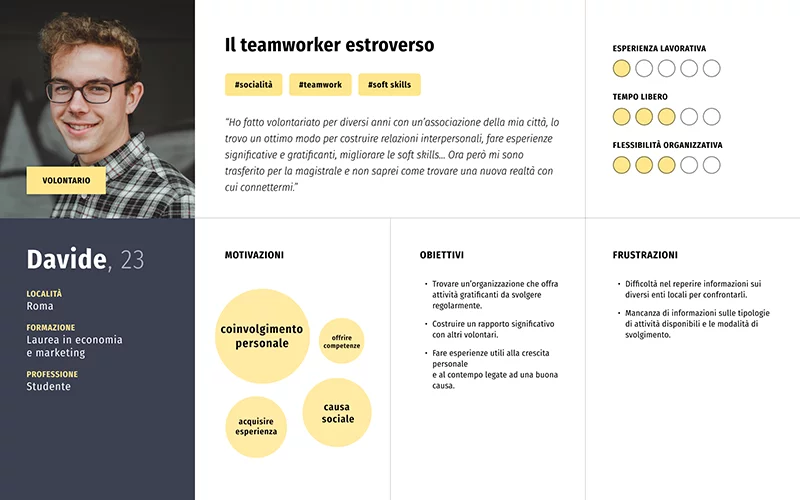 VOLONTARIO
Davide, 23
LOCALITÀ
Roma
FORMAZIONE
Laurea in economia
e marketing
PROFESSIONE
Studente
Il teamworker estroverso
#socialità
#teamwork
#soft skills
"Ho fatto volontariato per diversi anni con un'associazione della mia città, lo
trovo un ottimo modo per costruire relazioni interpersonali, fare esperienze
significative e gratificanti, migliorare le soft skills... Ora però mi sono
trasferito per la magistrale e non saprei come trovare una nuova realtà con
cui connettermi."
ESPERIENZA LAVORATIVA
TEMPO LIBERO
FLESSIBILITÀ ORGANIZZATIVA
MOTIVAZIONI
coinvolgimento
personale
offrire
competenze
acquisire
esperienza
causa
sociale
OBIETTIVI
• Trovare un'organizzazione che offra
attività gratificanti da svolgere
regolarmente.
• Costruire un rapporto significativo
con altri volontari.
• Fare esperienze utili alla crescita
personale
e al contempo legate ad una buona
causa.
FRUSTRAZIONI
• Difficoltà nel reperire informazioni sui
diversi enti locali per confrontarli.
• Mancanza di informazioni sulle tipologie
di attività disponibili e le modalità di
svolgimento.